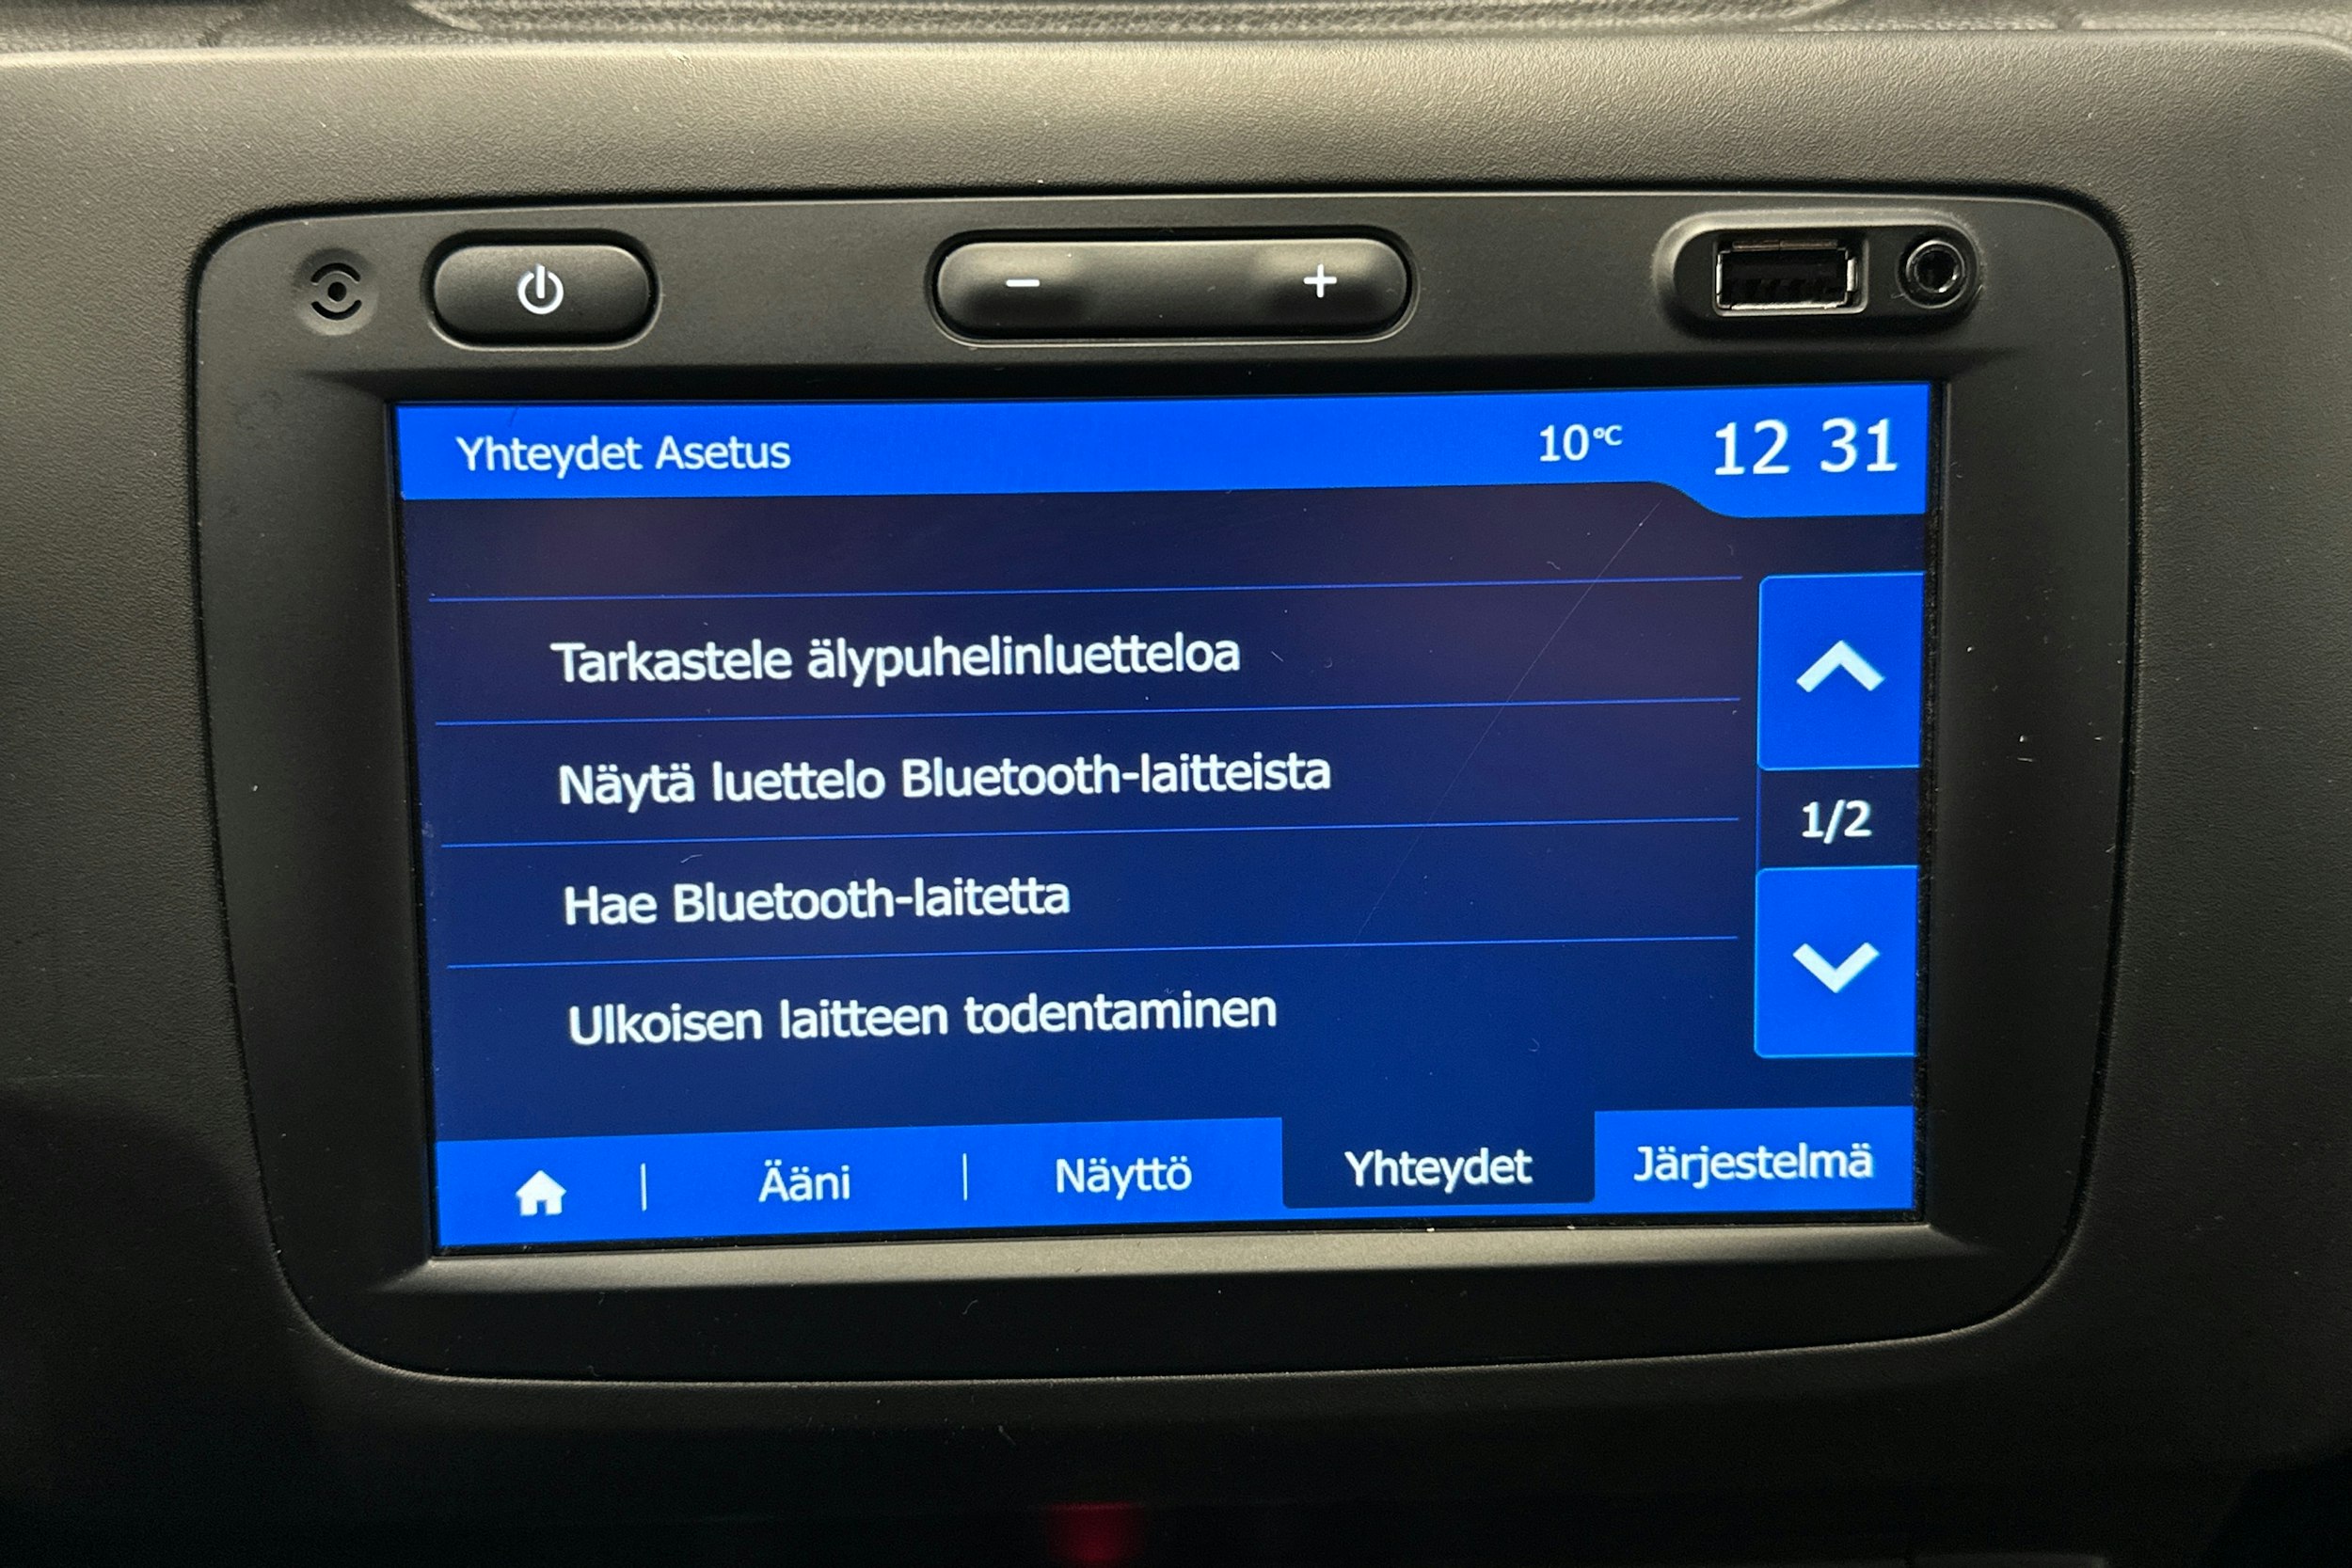 Yhteydet Asetus 10°C 12 31
Tarkastele älypuhelinluetteloa
Näytä luettelo Bluetooth-laitteista
1/2
Hae Bluetooth-laitetta
Ulkoisen laitteen todentaminen
Ääni Näyttö Yhteydet Järjestelmä